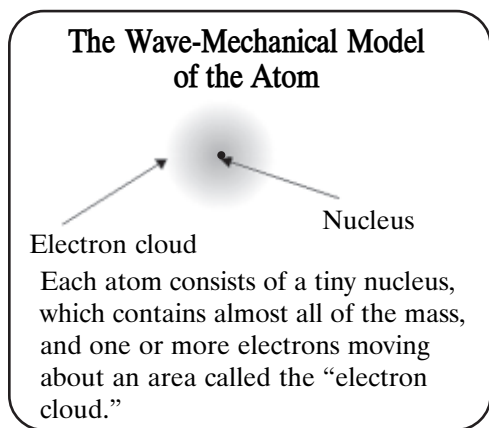 The Wave-Mechanical Model
of the Atom
Nucleus
Electron cloud
Each atom consists of a tiny nucleus,
which contains almost all of the mass,
and one or more electrons moving
about an area called the “electron
cloud.”